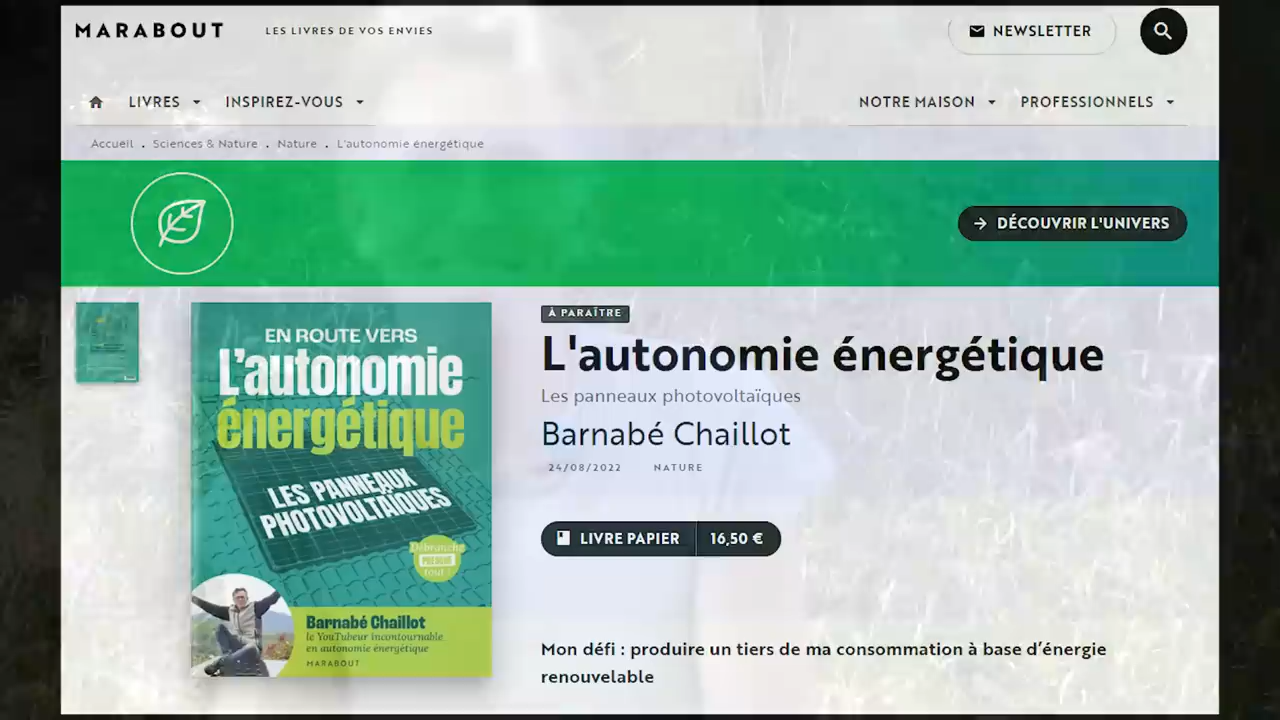 MARABOUT
LES LIVRES DE VOS ENVIES
NEWSLETTER
LIVRES
INSPIREZ-VOUS
NOTRE MAISON
PROFESSIONNELS
Accueil . Sciences & Nature . Nature . L'autonomie énergétique
DÉCOUVRIR L'UNIVERS
EN ROUTE VERS
L'autonomie
énergétique
LES PANNEAUX
PHOTOVOLTAÏQUES
Débranche
tout !
Barnabé Chaillot
le YouTubeur incontournable
en autonomie énergétique
MARABOUT
À PARAÎTRE
L'autonomie énergétique
Les panneaux photovoltaïques
Barnabé Chaillot
24/08/2022
NATURE
LIVRE PAPIER
16,50 €
Mon défi : produire un tiers de ma consommation à base d’énergie
renouvelable